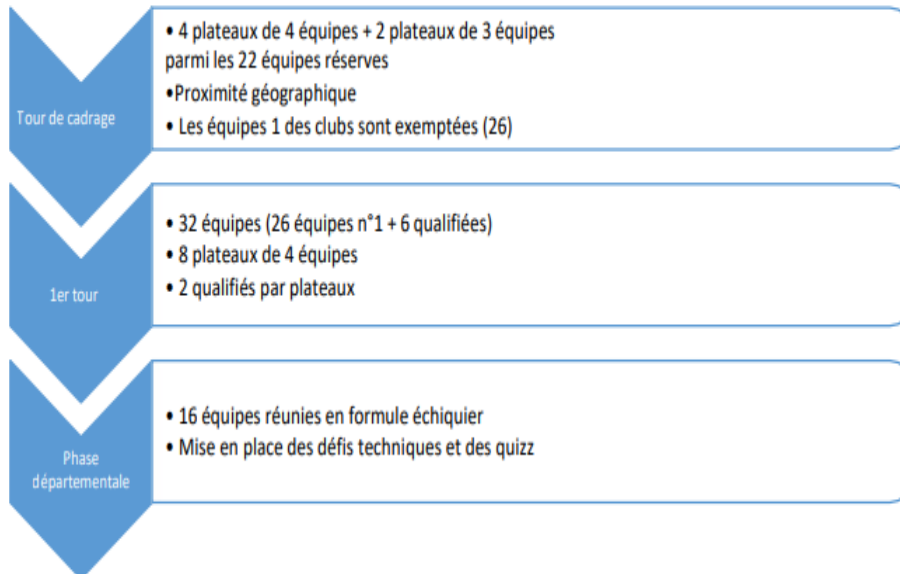 Tour de cadrage
• 4 plateaux de 4 équipes + 2 plateaux de 3 équipes
parmi les 22 équipes réserves
•Proximité géographique
• Les équipes 1 des clubs sont exemptées (26)
1er tour
• 32 équipes (26 équipes n°1 + 6 qualifiées)
• 8 plateaux de 4 équipes
• 2 qualifiés par plateaux
Phase
départementale
• 16 équipes réunies en formule échiquier
• Mise en place des défis techniques et des quizz